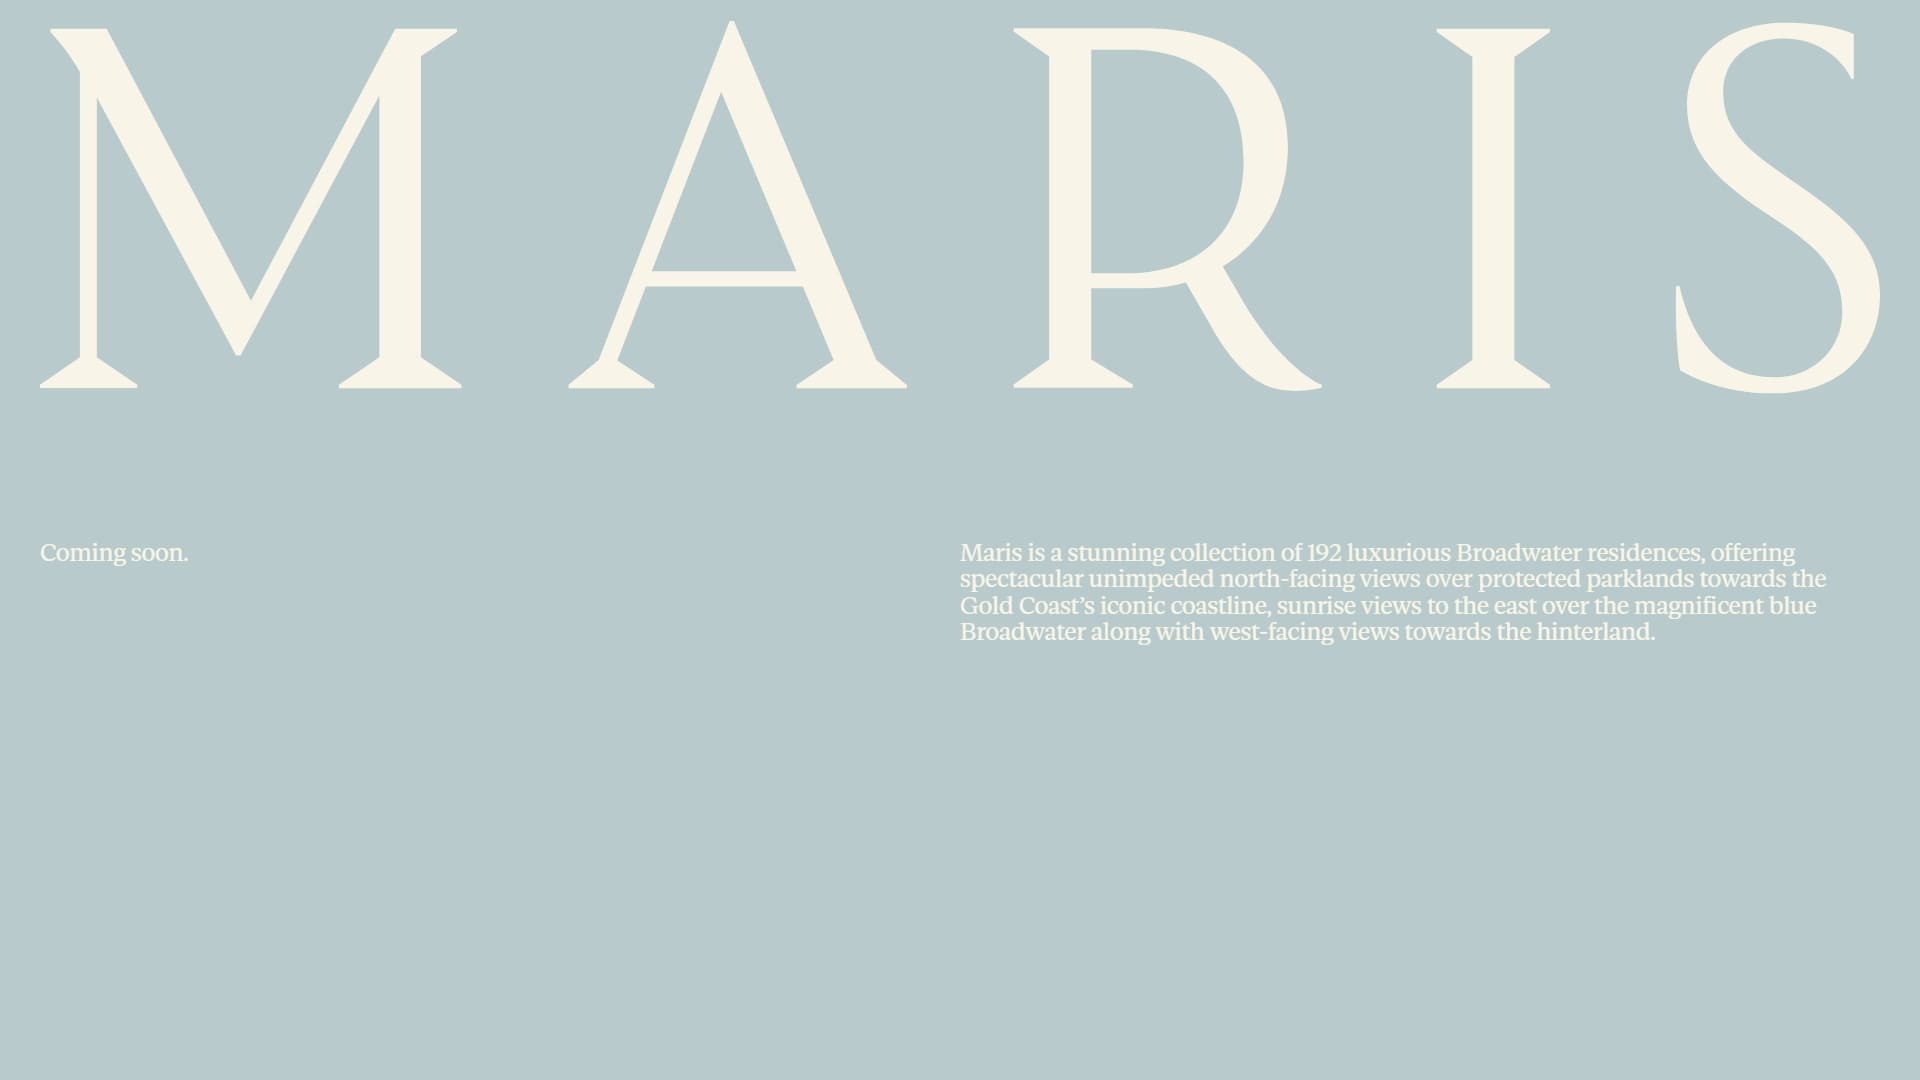 MARIS
Coming soon.
Maris is a stunning collection of 192 luxurious Broadwater residences, offering
spectacular unimpeded north-facing views over protected parklands towards the
Gold Coast’s iconic coastline, sunrise views to the east over the magnificent blue
Broadwater along with west-facing views towards the hinterland.